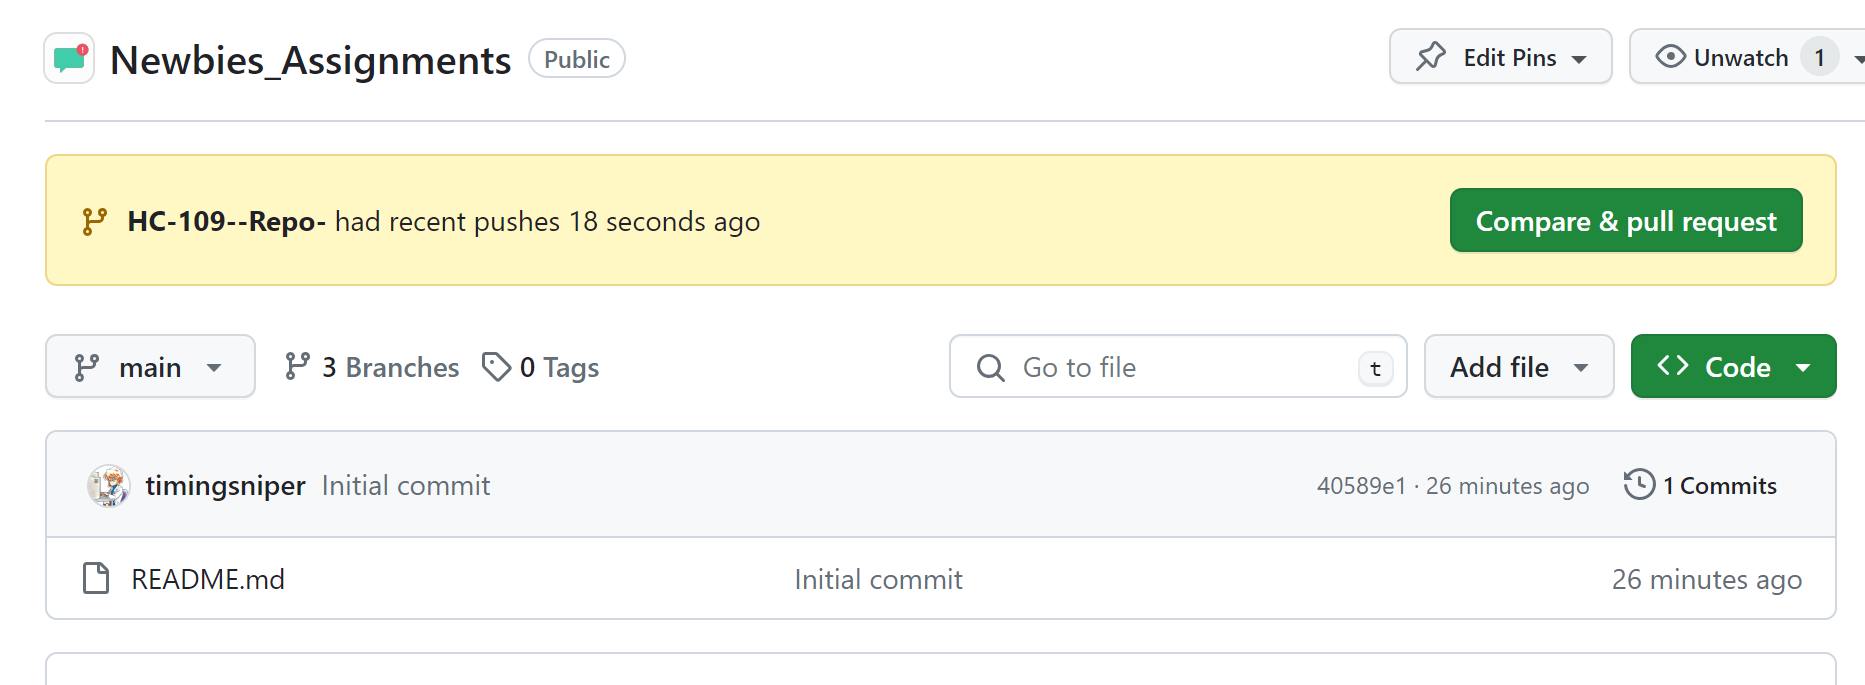 Newbies_Assignments Public Edit Pins Unwatch 1
HC-109--Repo- had recent pushes 18 seconds ago Compare & pull request
main 3 Branches 0 Tags Go to file t Add file Code
timingsniper Initial commit 40589e1 · 26 minutes ago 1 Commits
README.md Initial commit 26 minutes ago